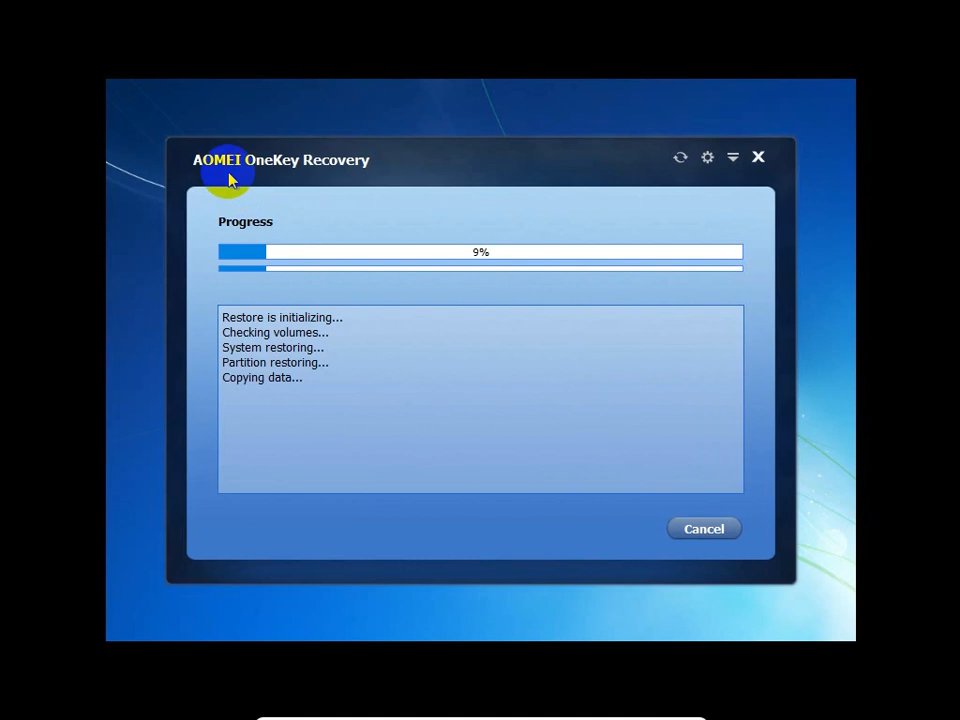 AOMEI OneKey Recovery
Progress
9%
Restore is initializing...
Checking volumes...
System restoring...
Partition restoring...
Copying data...
Cancel